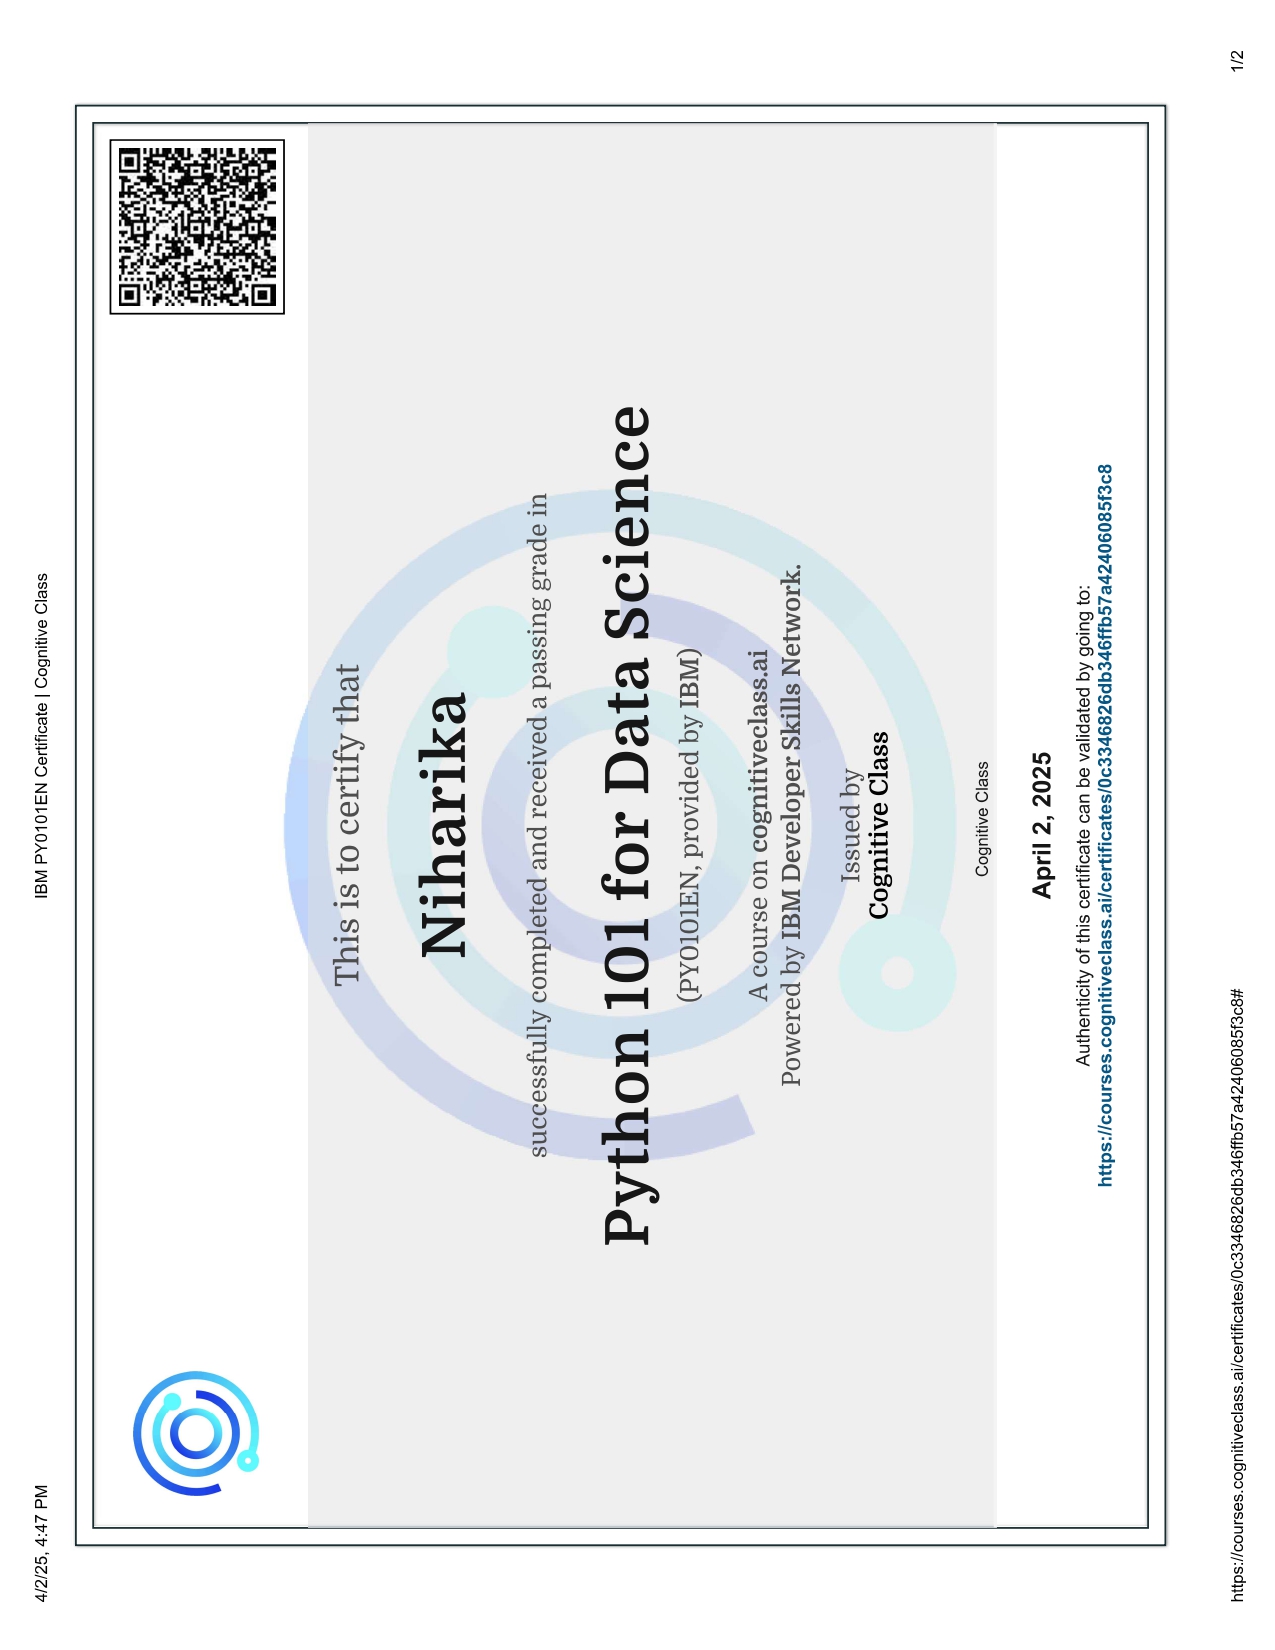 4/2/25, 4:47 PM
IBM PY0101EN Certificate | Cognitive Class
This is to certify that
Niharika
successfully completed and received a passing grade in
Python 101 for Data Science
(PY0101EN, provided by IBM)
A course on cognitiveclass.ai
Powered by IBM Developer Skills Network.
Issued by
Cognitive Class
Cognitive Class
April 2, 2025
Authenticity of this certificate can be validated by going to:
https://courses.cognitiveclass.ai/certificates/0c3346826db346ffb57a42406085f3c8
https://courses.cognitiveclass.ai/certificates/0c3346826db346ffb57a42406085f3c8#
1/2